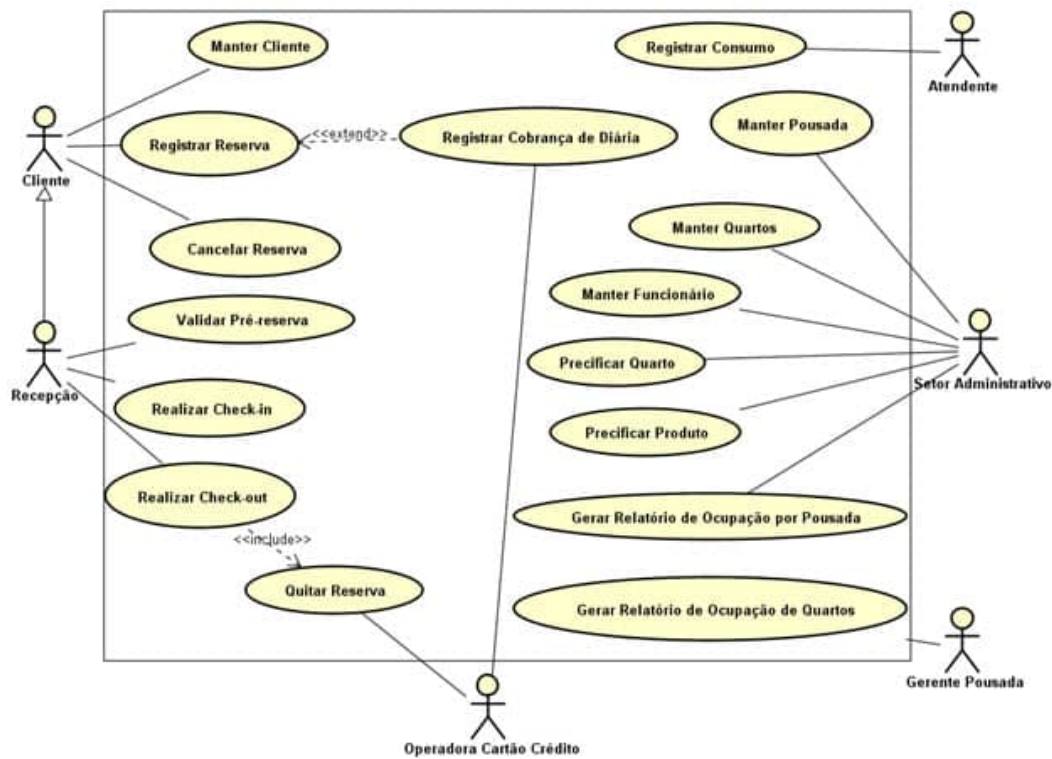 Manter Cliente
Registrar Consumo
Atendente
Manter Pousada
Registrar Reserva
<<extend>>
Registrar Cobrança de Diária
Cliente
Manter Quartos
Cancelar Reserva
Manter Funcionário
Validar Pré-reserva
Precificar Quarto
Recepção
Setor Administrativo
Realizar Check-in
Precificar Produto
Realizar Check-out
Gerar Relatório de Ocupação por Pousada
<<include>>
Quitar Reserva
Gerar Relatório de Ocupação de Quartos
Gerente Pousada
Operadora Cartão Crédito